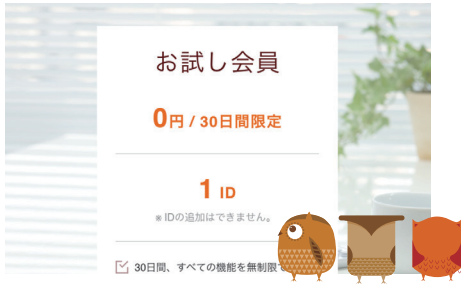 お試し会員
0円 / 30日間限定
1 ID
※ IDの追加はできません。
30日間、すべての機能を無制限